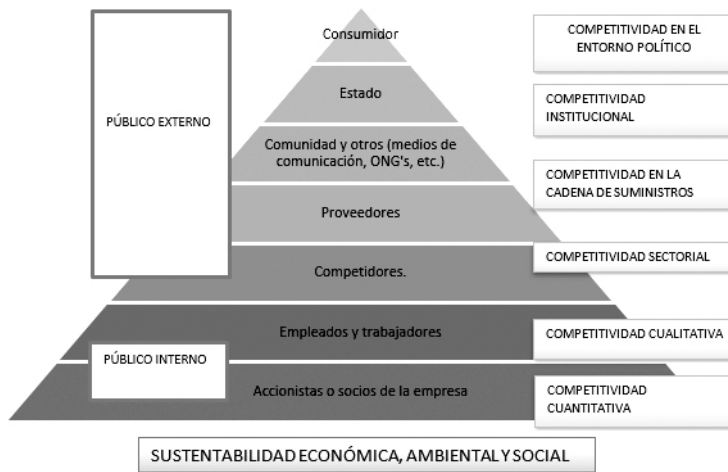 Consumidor
Estado
Comunidad y otros (medios de
comunicación, ONG's, etc.)
Proveedores
Competidores.
Empleados y trabajadores
Accionistas o socios de la empresa
PÚBLICO EXTERNO
PÚBLICO INTERNO
COMPETITIVIDAD EN EL
ENTORNO POLÍTICO
COMPETITIVIDAD
INSTITUCIONAL
COMPETITIVIDAD EN LA
CADENA DE SUMINISTROS
COMPETITIVIDAD SECTORIAL
COMPETITIVIDAD CUALITATIVA
COMPETITIVIDAD
CUANTITATIVA
SUSTENTABILIDAD ECONÓMICA, AMBIENTAL Y SOCIAL